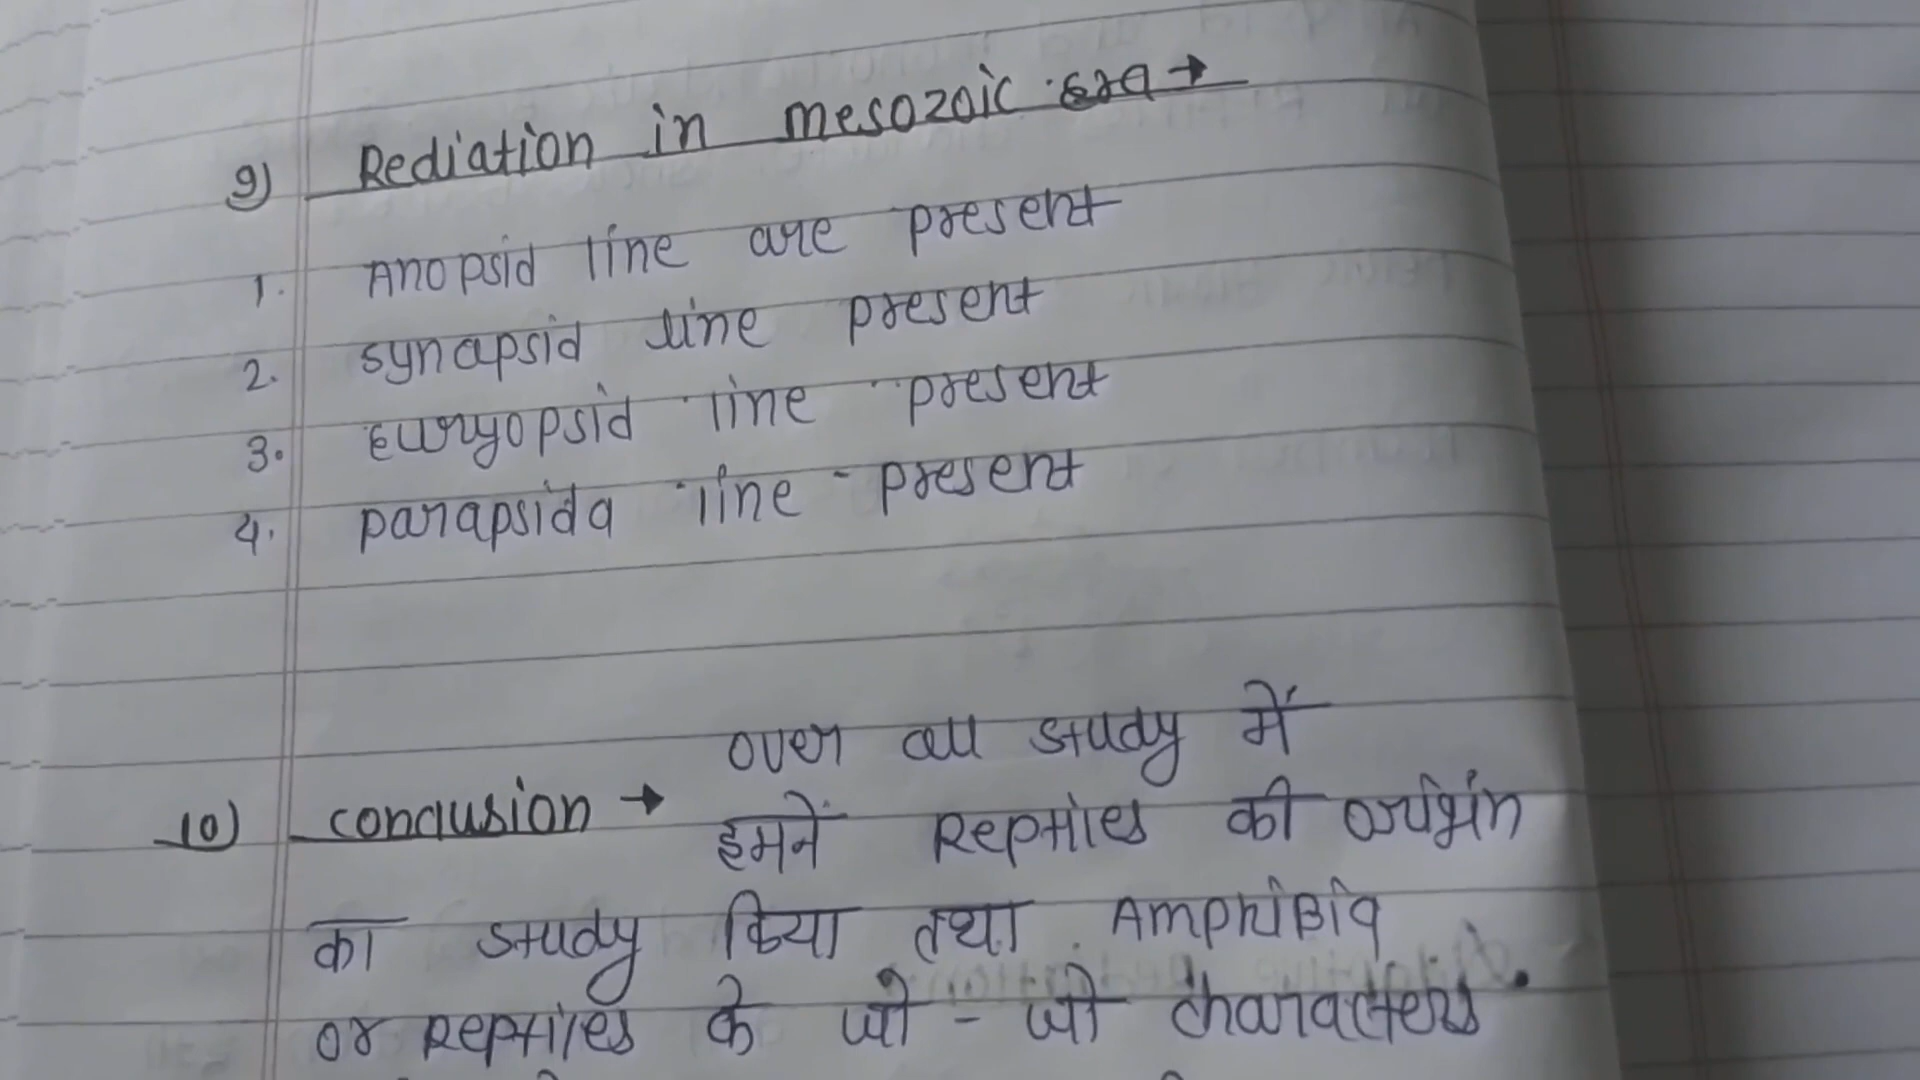 9) Rediation in mesozoic era →
1. Anopsid line are present
2. synapsid line present
3. Euryopsid line present
4. parapsida line - present
over all study में
10) conclusion → हमनें Reptiles की origin
का study किया तथा AmphiBia
or Reptiles के जो - जो characters